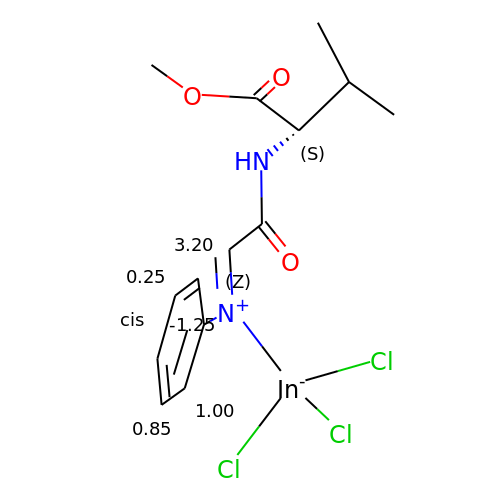 O
O
HN
(S)
3.20
O
0.25
(Z)
cis
-1.25
N+
Cl
In-
1.00
0.85
Cl
Cl